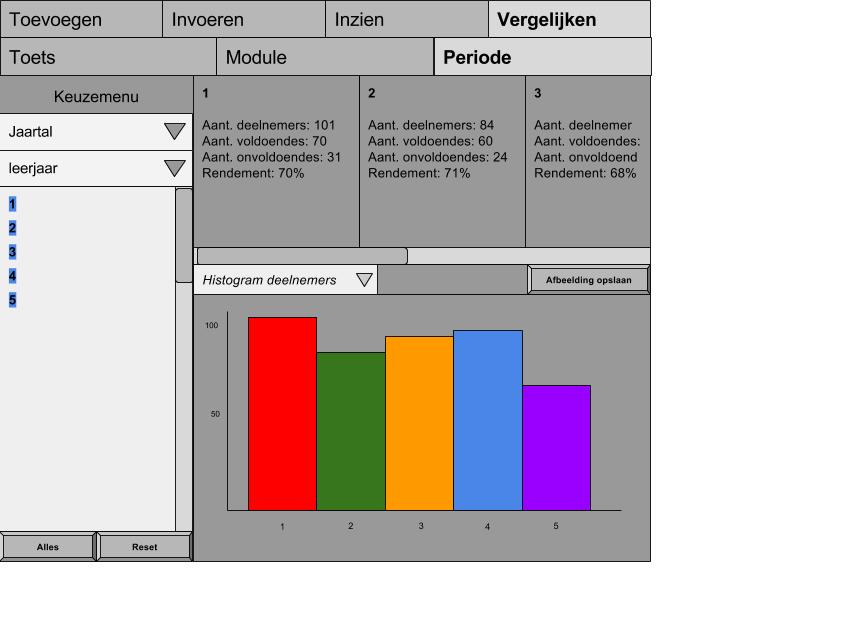 Toevoegen
Invoeren
Inzien
Vergelijken
Toets
Module
Periode
Keuzemenu
Jaartal
leerjaar
1
2
3
4
5
Alles
Reset
1
Aant. deelnemers: 101
Aant. voldoendes: 70
Aant. onvoldoendes: 31
Rendement: 70%
2
Aant. deelnemers: 84
Aant. voldoendes: 60
Aant. onvoldoendes: 24
Rendement: 71%
3
Aant. deelnemer
Aant. voldoendes:
Aant. onvoldoend
Rendement: 68%
Histogram deelnemers
Afbeelding opslaan
100
50
1
2
3
4
5